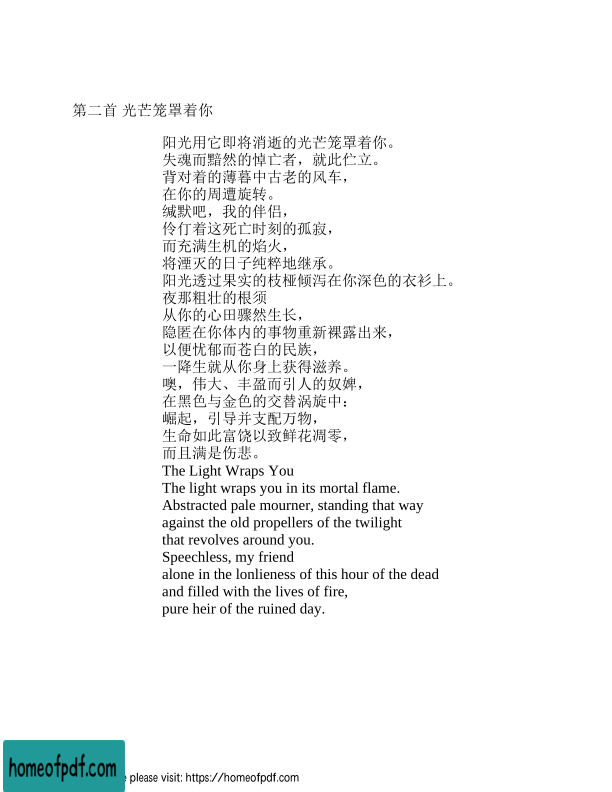 第二首 光芒笼罩着你
阳光用它即将消逝的光芒笼罩着你。
失魂而黯然的悼亡者，就此伫立。
背对着的薄暮中古老的风车，
在你的周遭旋转。
缄默吧，我的伴侣，
伶仃着这死亡时刻的孤寂，
而充满生机的焰火，
将湮灭的日子纯粹地继承。
阳光透过果实的枝桠倾泻在你深色的衣衫上。
夜那粗壮的根须
从你的心田骤然生长，
隐匿在你体内的事物重新裸露出来，
以便忧郁而苍白的民族，
一降生就从你身上获得滋养。
噢，伟大、丰盈而引人的奴婢，
在黑色与金色的交替涡旋中：
崛起，引导并支配万物，
生命如此富饶以致鲜花凋零，
而且满是伤悲。
The Light Wraps You
The light wraps you in its mortal flame.
Abstracted pale mourner, standing that way
against the old propellers of the twilight
that revolves around you.
Speechless, my friend
alone in the lonlieness of this hour of the dead
and filled with the lives of fire,
pure heir of the ruined day.
homeofpdf.com
please visit: https://homeofpdf.com